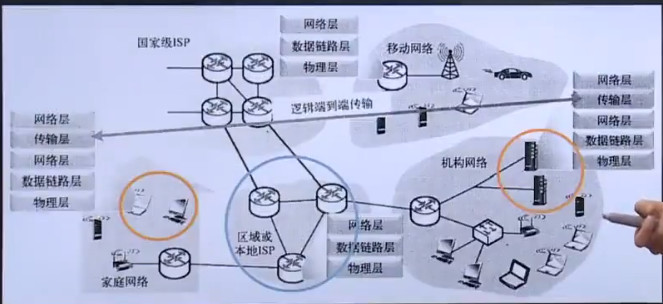 国家级ISP
网络层
数据链路层
物理层
移动网络
网络层
传输层
网络层
数据链路层
物理层
逻辑端到端传输
网络层
传输层
网络层
数据链路层
物理层
机构网络
区域或
本地ISP
网络层
数据链路层
物理层
家庭网络